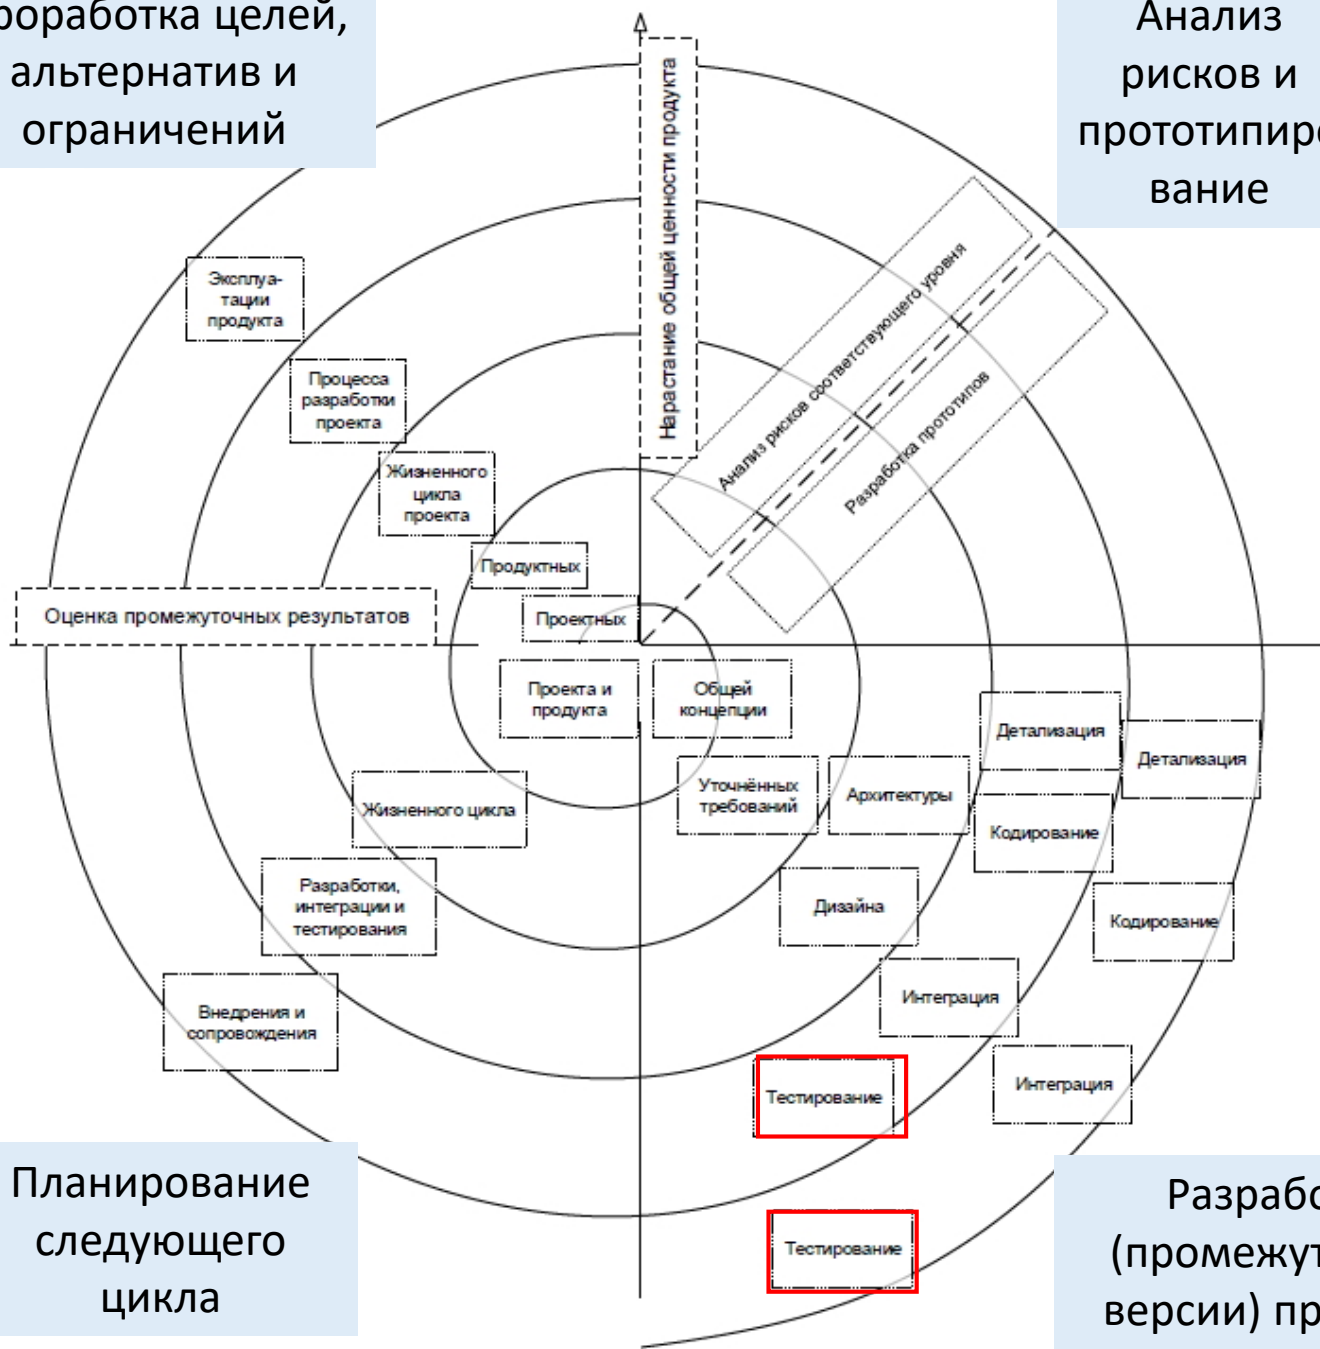 роработка целей,
альтернатив и
ограничений
Анализ
рисков и
прототипиро
вание
Нарастание общей ценности продукта
Анализ рисков соответствующего уровня
Разработка прототипов
Эксплуа-
тации
продукта
Процесса
разработки
проекта
Жизненного
цикла
проекта
Продуктных
Проектных
Оценка промежуточных результатов
Проекта и
продукта
Общей
концепции
Уточнённых
требований
Архитектуры
Детализация
Детализация
Жизненного цикла
Кодирование
Кодирование
Разработки,
интеграции и
тестирования
Дизайна
Интеграция
Внедрения и
сопровождения
Интеграция
Тестирование
Тестирование
Планирование
следующего
цикла
Разрабо
(промежут
версии) пр